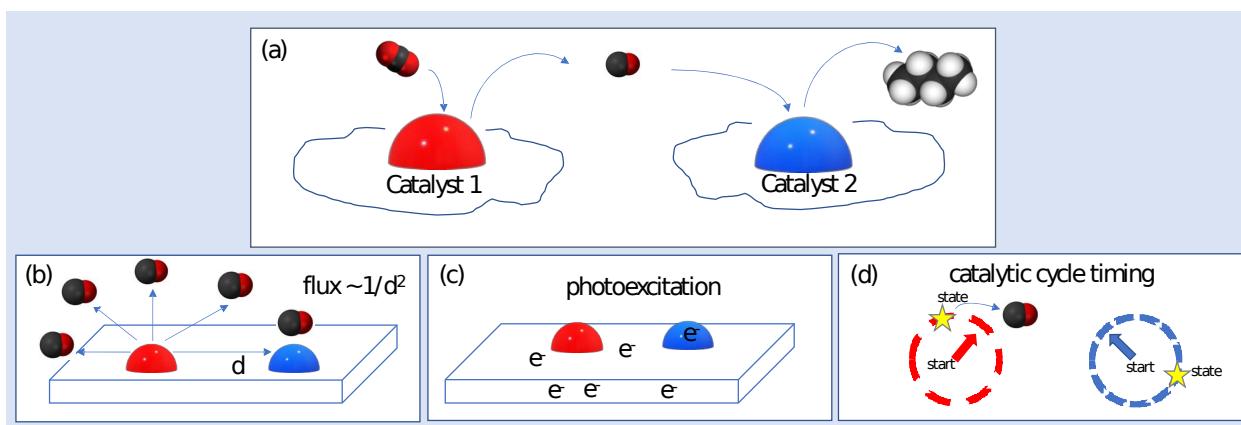 (a)
Catalyst 1
Catalyst 2
(b)
flux ~1/d²
d
(c)
photoexcitation
e-
e-
e-
e-
e-
e-
(d)
catalytic cycle timing
state
start
start
state